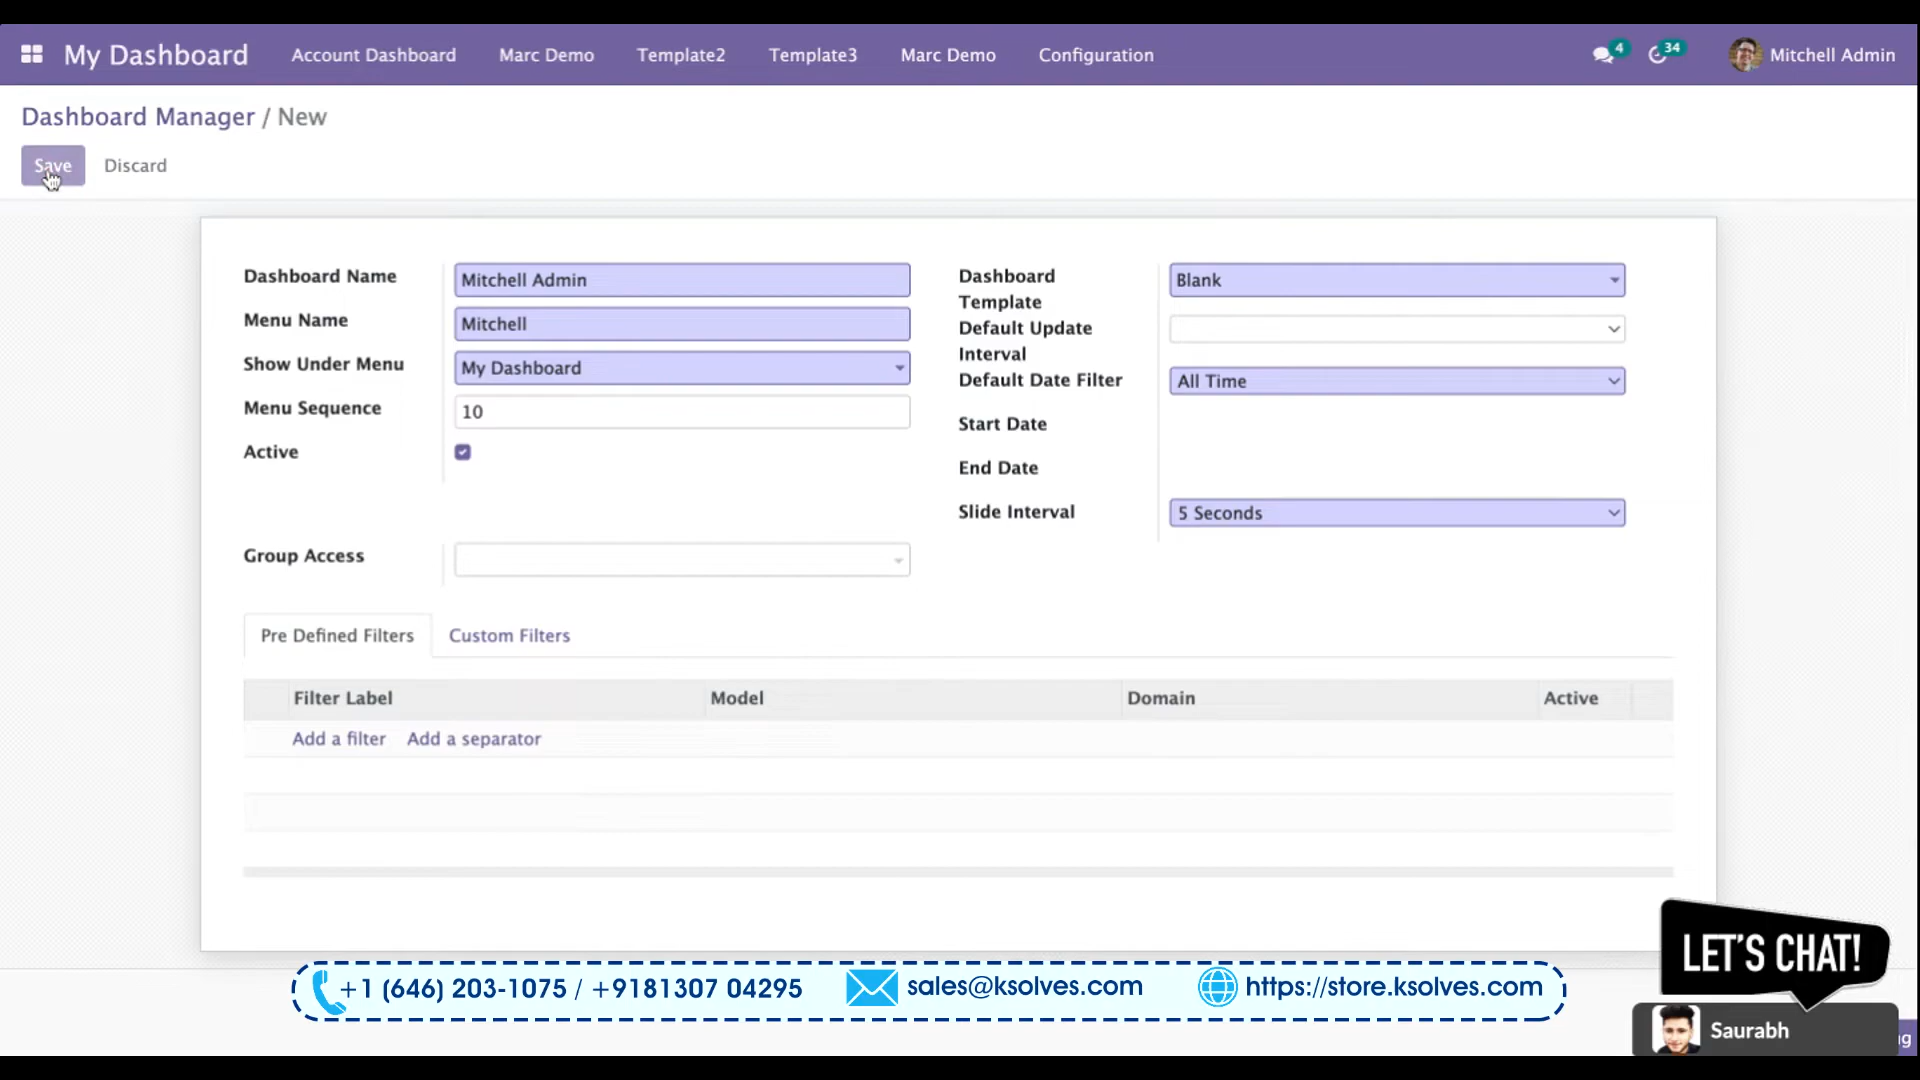 My Dashboard Account Dashboard Marc Demo Template2 Template3 Marc Demo Configuration 4 34 Mitchell Admin
Dashboard Manager / New
Save Discard
Dashboard Name Mitchell Admin
Menu Name Mitchell
Show Under Menu My Dashboard
Menu Sequence 10
Active
Group Access
Dashboard
Template Blank
Default Update
Interval
Default Date Filter All Time
Start Date
End Date
Slide Interval 5 Seconds
Pre Defined Filters Custom Filters
Filter Label Model Domain Active
Add a filter Add a separator
+1 (646) 203-1075 / +9181307 04295 sales@ksolves.com https://store.ksolves.com
LET'S CHAT!
Saurabh